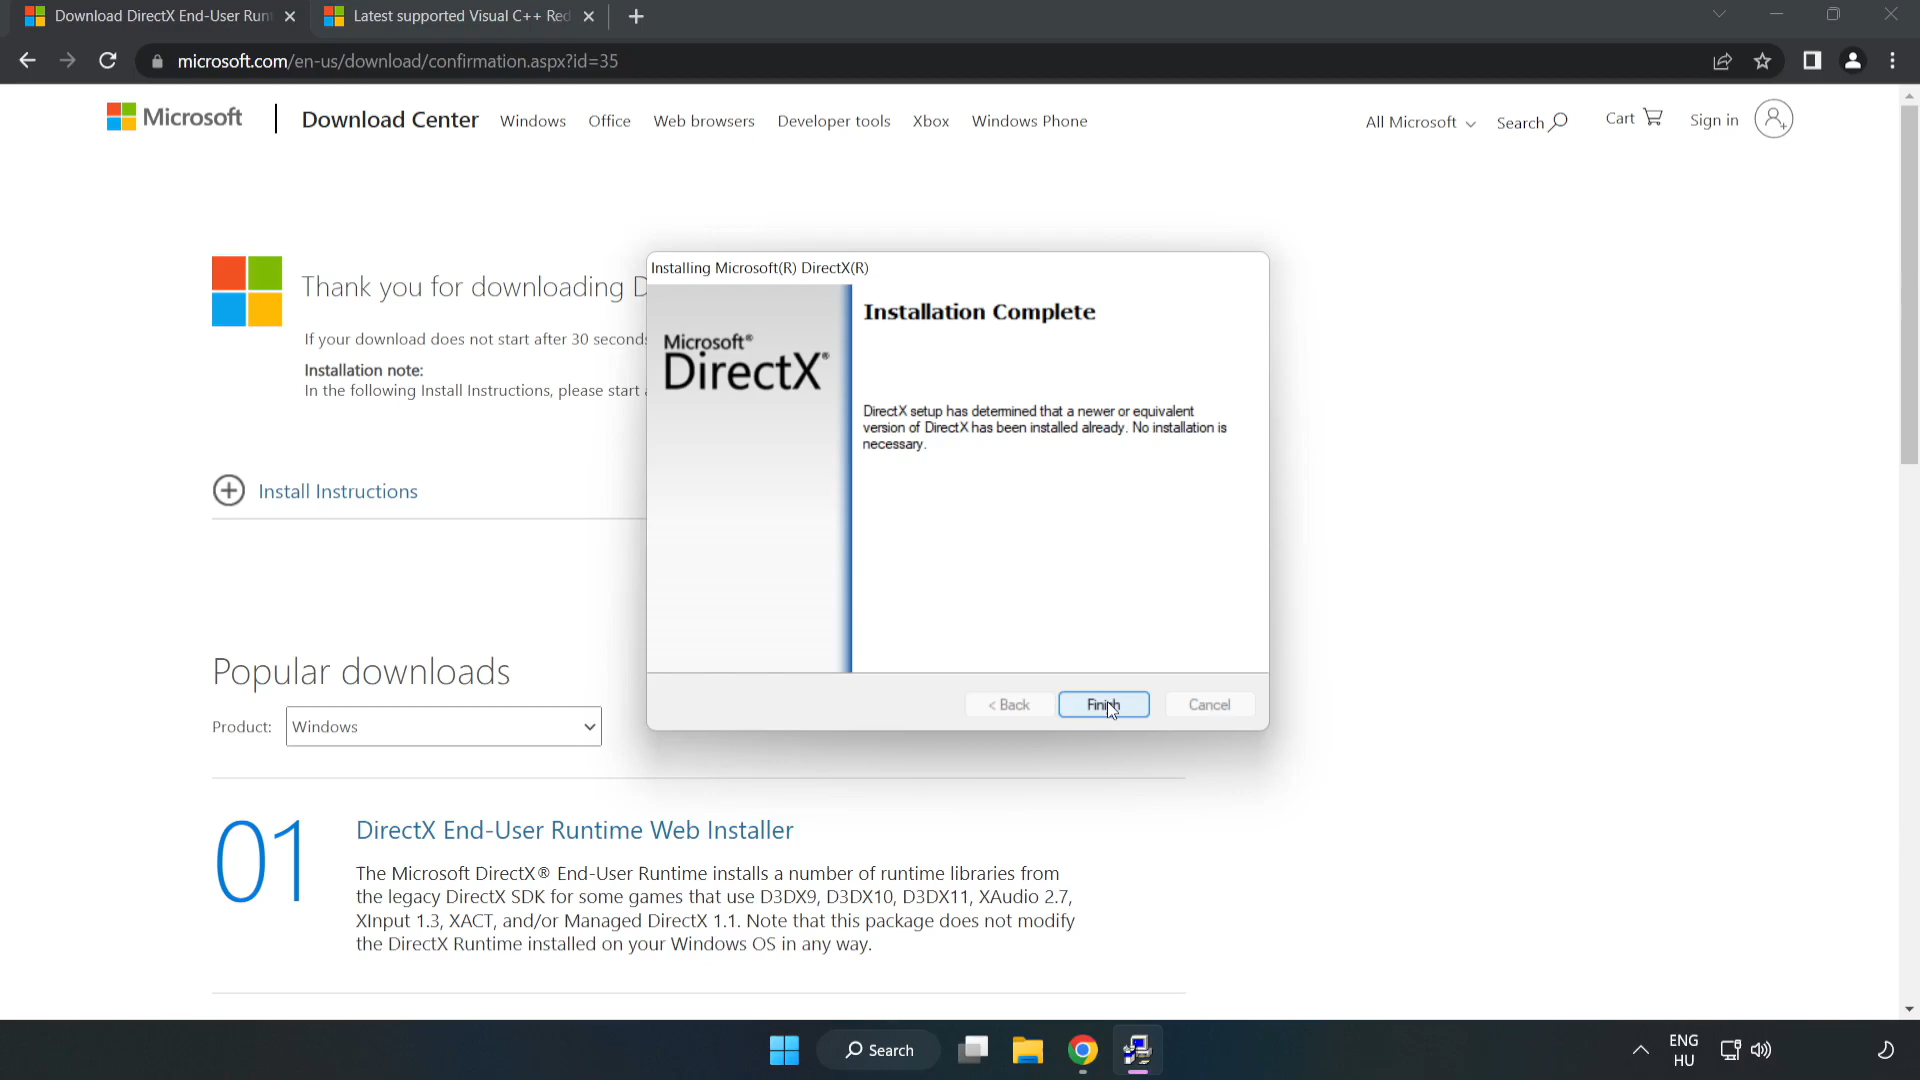 Download DirectX End-User Run
Latest supported Visual C++ Red
microsoft.com/en-us/download/confirmation.aspx?id=35
Microsoft
Download Center
Windows
Office
Web browsers
Developer tools
Xbox
Windows Phone
All Microsoft
Search
Cart
Sign in
Thank you for downloading D
If your download does not start after 30 seconds
Installation note:
In the following Install Instructions, please start a
Install Instructions
Installing Microsoft(R) DirectX(R)
Microsoft®
DirectX®
Installation Complete
DirectX setup has determined that a newer or equivalent
version of DirectX has been installed already. No installation is
necessary.
< Back
Finish
Cancel
Popular downloads
Product:
Windows
01
DirectX End-User Runtime Web Installer
The Microsoft DirectX® End-User Runtime installs a number of runtime libraries from
the legacy DirectX SDK for some games that use D3DX9, D3DX10, D3DX11, XAudio 2.7,
XInput 1.3, XACT, and/or Managed DirectX 1.1. Note that this package does not modify
the DirectX Runtime installed on your Windows OS in any way.
Search
ENG
HU